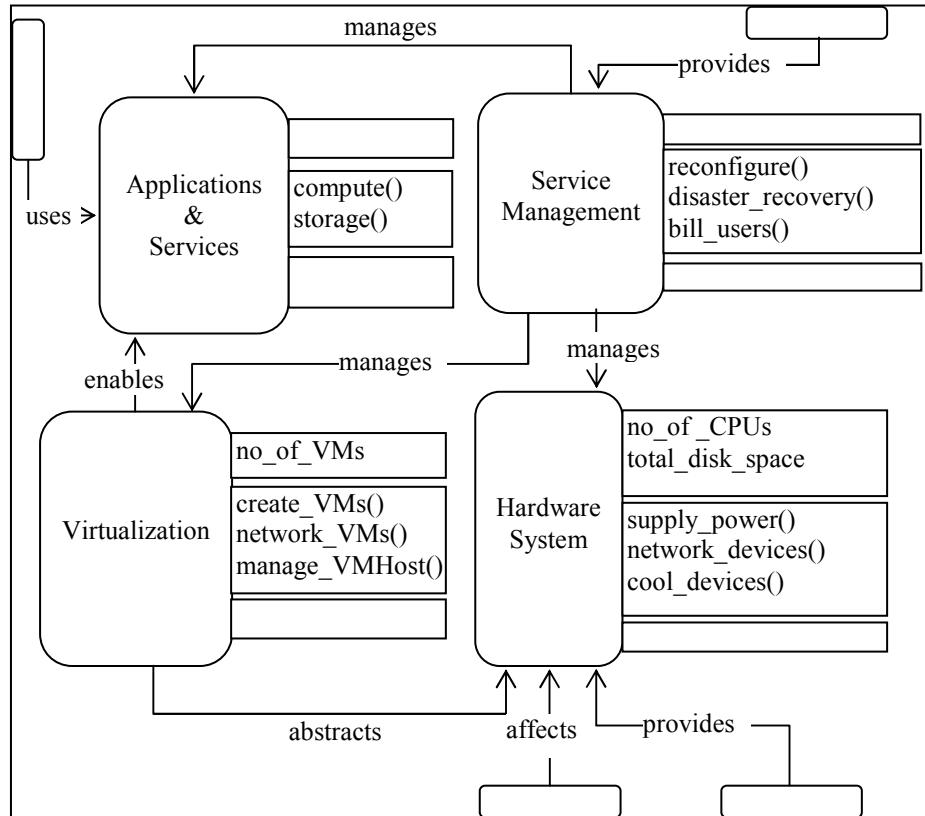 manages
provides
Applications
&
Services
compute()
storage()
uses
Service
Management
reconfigure()
disaster_recovery()
bill_users()
manages
manages
enables
Virtualization
no_of_VMs
create_VMs()
network_VMs()
manage_VMHost()
Hardware
System
no_of _CPUs
total_disk_space
supply_power()
network_devices()
cool_devices()
abstracts
affects
provides